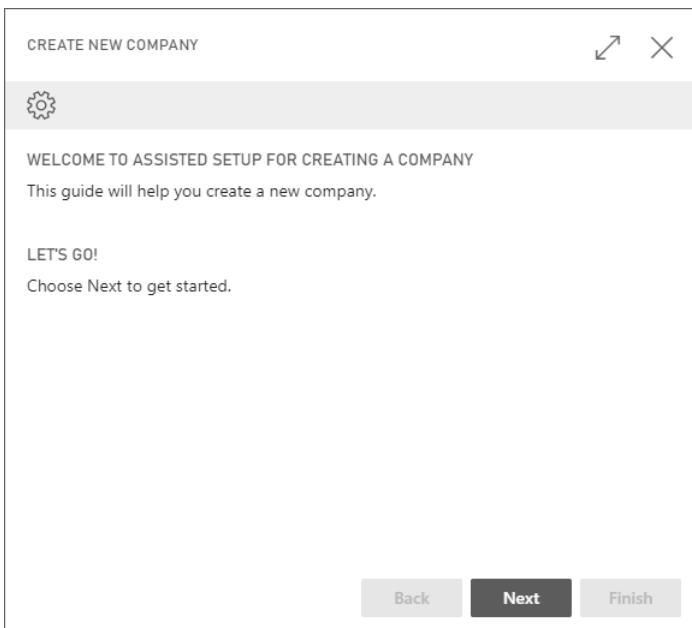 CREATE NEW COMPANY
WELCOME TO ASSISTED SETUP FOR CREATING A COMPANY
This guide will help you create a new company.
LET'S GO!
Choose Next to get started.
Back Next Finish